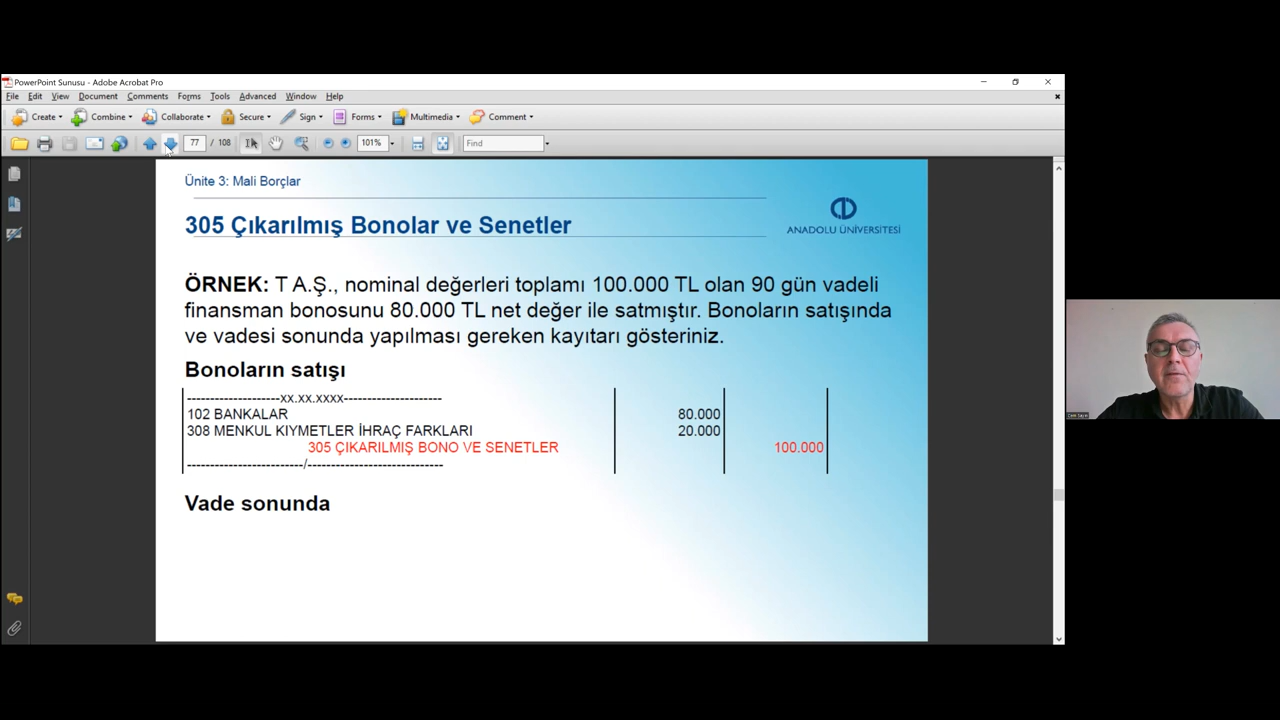 PowerPoint Sunusu - Adobe Acrobat Pro
File Edit View Document Comments Forms Tools Advanced Window Help
Create Combine Collaborate Secure Sign Forms Multimedia Comment
77 / 108 101% Find
Ünite 3: Mali Borçlar
305 Çıkarılmış Bonolar ve Senetler
ANADOLU ÜNİVERSİTESİ
ÖRNEK: T A.Ş., nominal değerleri toplamı 100.000 TL olan 90 gün vadeli
finansman bonosunu 80.000 TL net değer ile satmıştır. Bonoların satışında
ve vadesi sonunda yapılması gereken kayıtarı gösteriniz.
Bonoların satışı
--------------------xx.xx.xxxx---------------------
102 BANKALAR 80.000
308 MENKUL KIYMETLER İHRAÇ FARKLARI 20.000
305 ÇIKARILMIŞ BONO VE SENETLER 100.000
-------------------------/-----------------------------
Vade sonunda